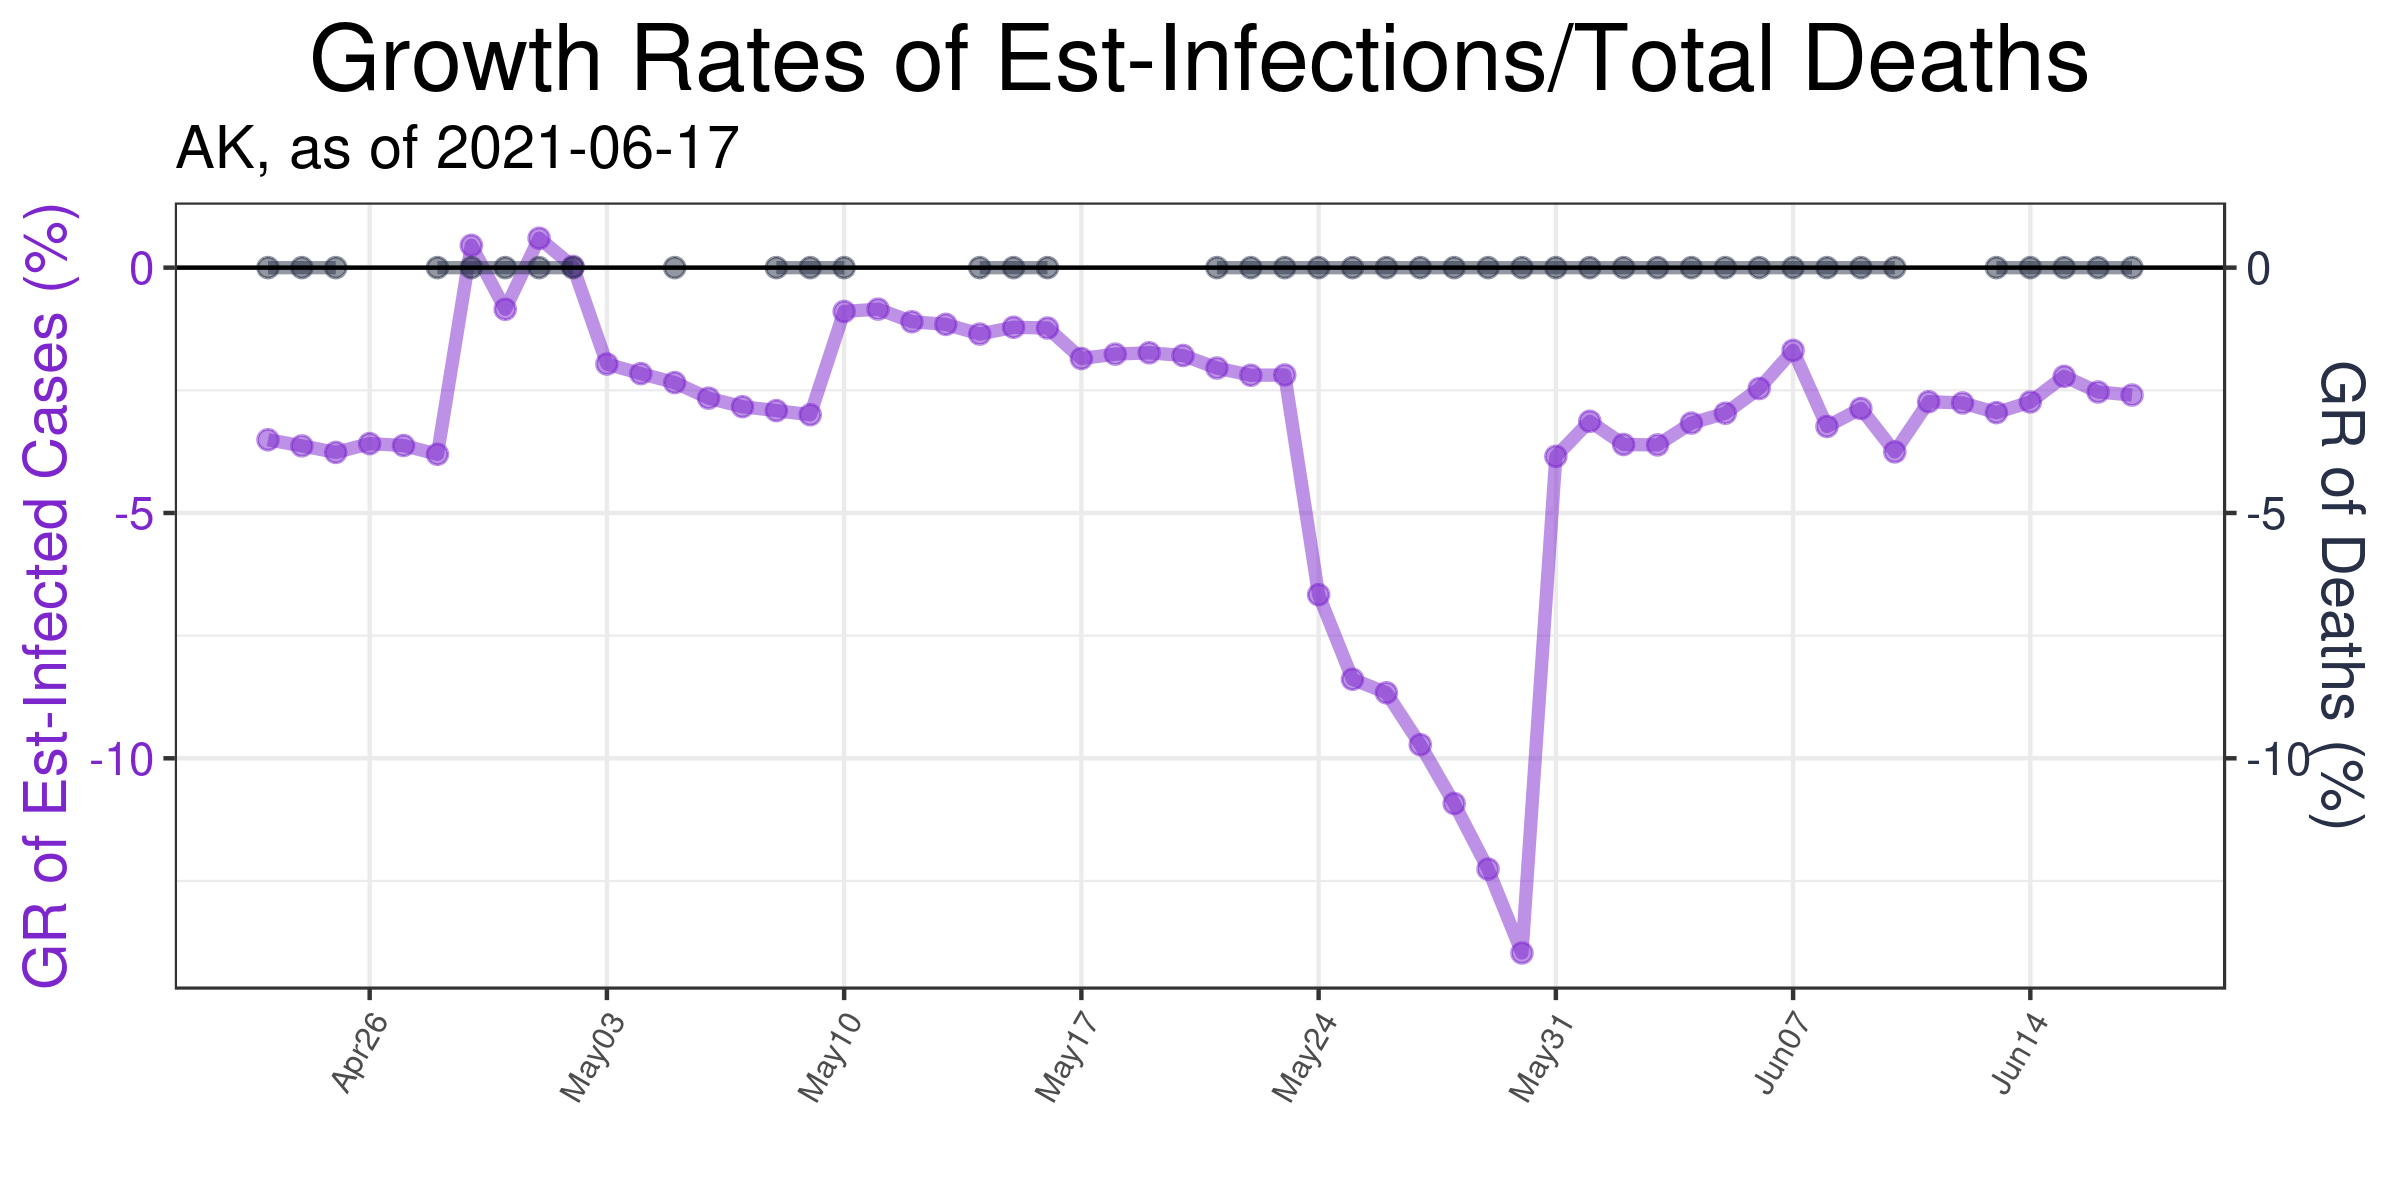 Growth Rates of Est-Infections/Total Deaths
AK, as of 2021-06-17
GR of Est-Infected Cases (%)
0
-5
-10
0
-5
-10
GR of Deaths (%)
Apr26
May03
May10
May17
May24
May31
Jun07
Jun14